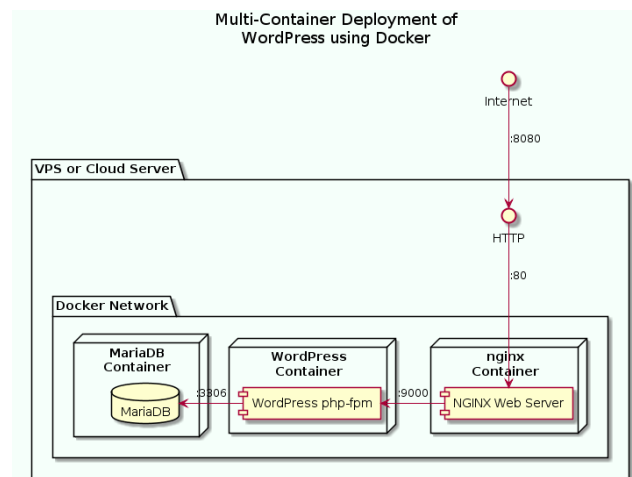 Multi-Container Deployment of
WordPress using Docker
Internet
:8080
VPS or Cloud Server
HTTP
:80
Docker Network
MariaDB
Container
WordPress
Container
nginx
Container
MariaDB
:3306
WordPress php-fpm
:9000
NGINX Web Server